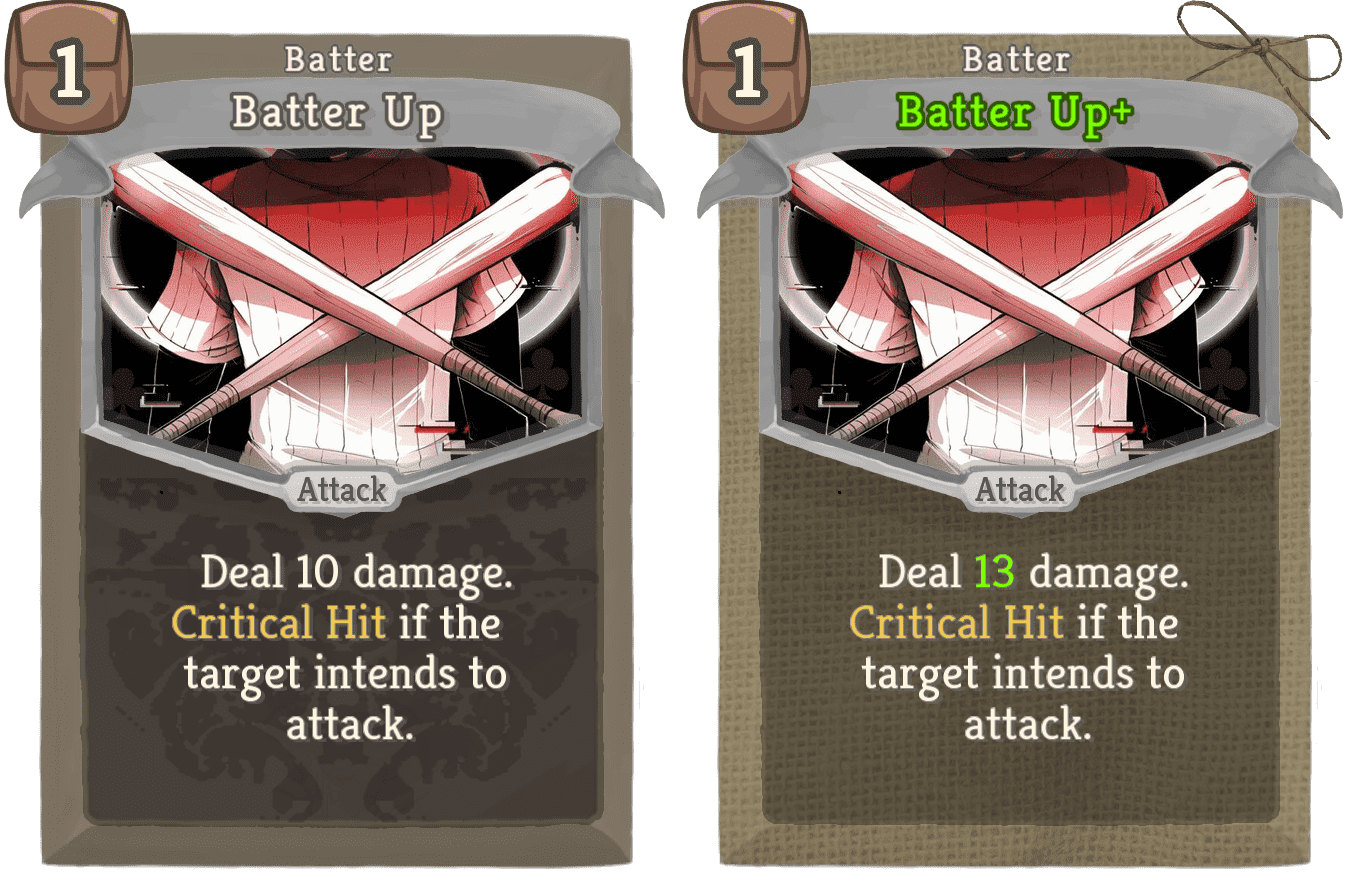 1
Batter
Batter Up
Attack
Deal 10 damage.
Critical Hit if the
target intends to
attack.
1
Batter
Batter Up+
Attack
Deal 13 damage.
Critical Hit if the
target intends to
attack.